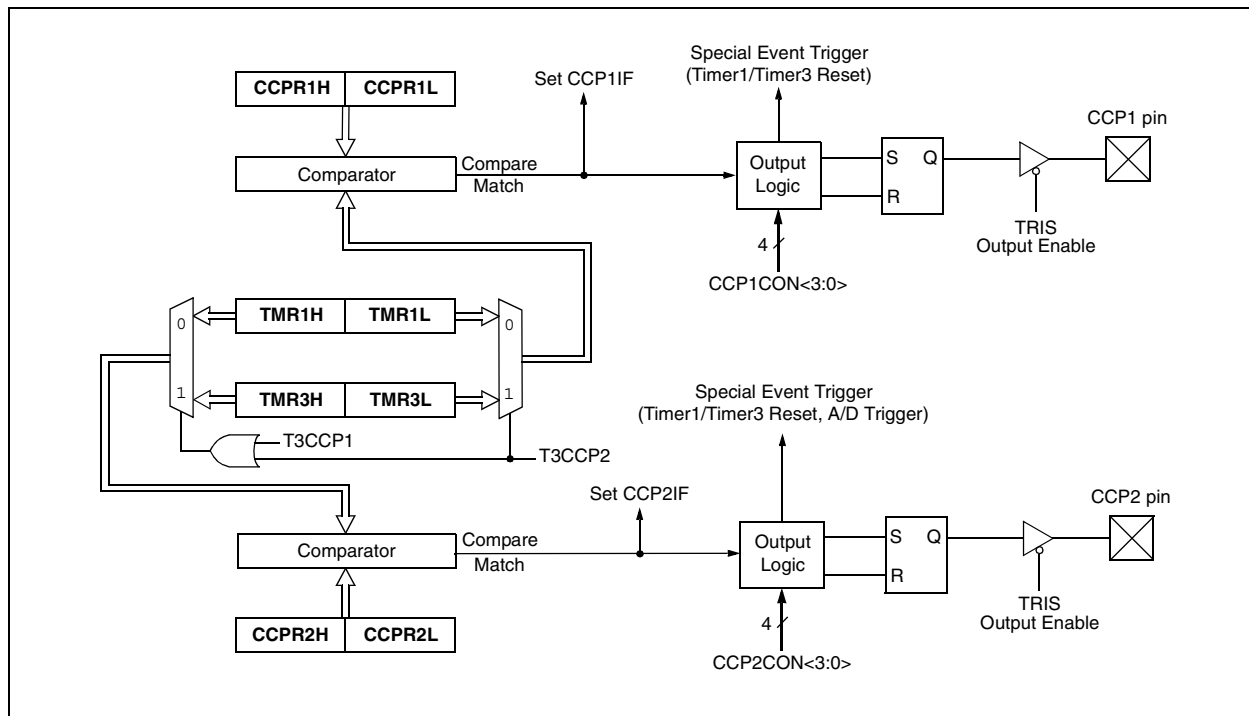 Special Event Trigger
(Timer1/Timer3 Reset)
Set CCP1IF
CCPR1H CCPR1L
CCP1 pin
Comparator
Compare
Match
Output
Logic
S Q
R
TRIS
Output Enable
4
CCP1CON<3:0>
0 TMR1H TMR1L 0
1 TMR3H TMR3L 1
T3CCP1
T3CCP2
Special Event Trigger
(Timer1/Timer3 Reset, A/D Trigger)
Set CCP2IF
CCP2 pin
Comparator
Compare
Match
Output
Logic
S Q
R
TRIS
Output Enable
4
CCPR2H CCPR2L
CCP2CON<3:0>